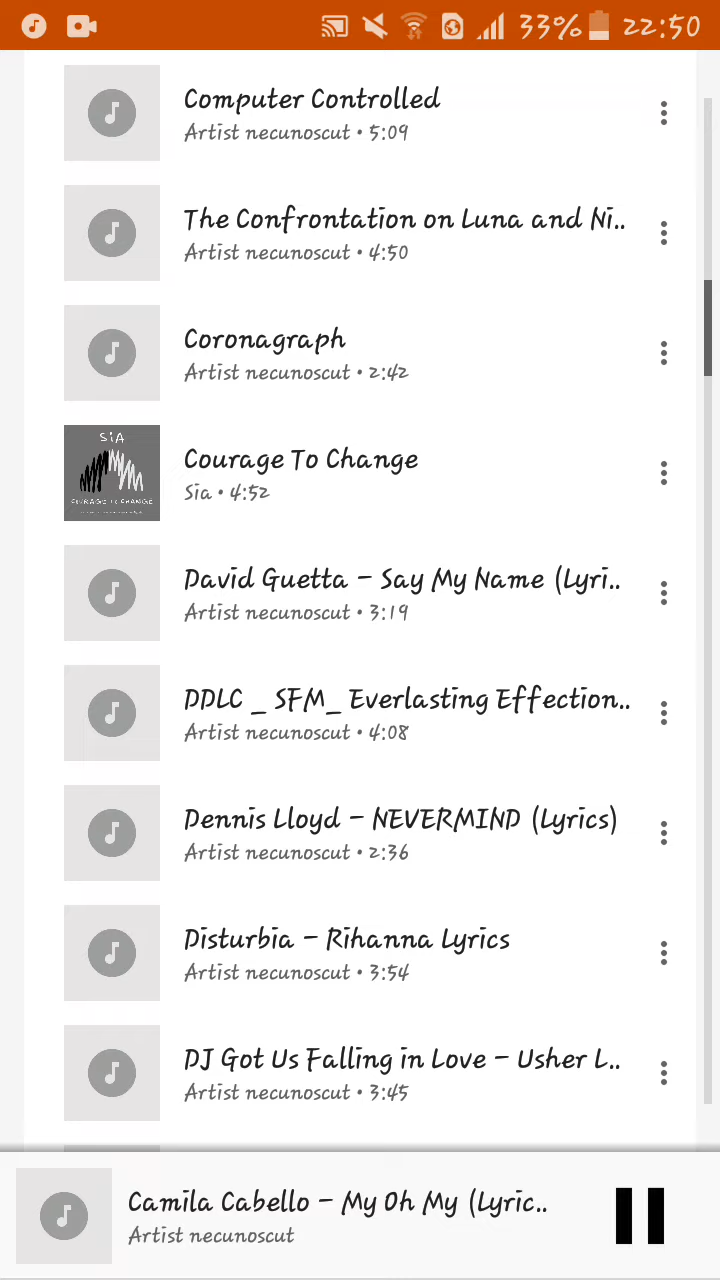 33% 22:50
Computer Controlled
Artist necunoscut • 5:09
The Confrontation on Luna and Ni..
Artist necunoscut • 4:50
Coronagraph
Artist necunoscut • 2:42
SiA
COURAGE TO CHANGE
Courage To Change
Sia • 4:52
David Guetta – Say My Name (Lyri..
Artist necunoscut • 3:19
DDLC _ SFM_ Everlasting Effection..
Artist necunoscut • 4:08
Dennis Lloyd – NEVERMIND (Lyrics)
Artist necunoscut • 2:36
Disturbia – Rihanna Lyrics
Artist necunoscut • 3:54
DJ Got Us Falling in Love – Usher L..
Artist necunoscut • 3:45
Camila Cabello – My Oh My (Lyric..
Artist necunoscut